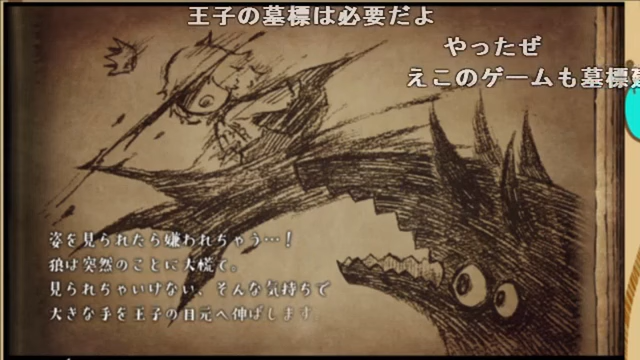 王子の墓標は必要だよ
やったぜ
えこのゲームも墓標建
姿を見られたら嫌われちゃう…！
狼は突然のことに大慌て。
見られちゃいけない、そんな気持ちで
大きな手を王子の目元へ伸ばします